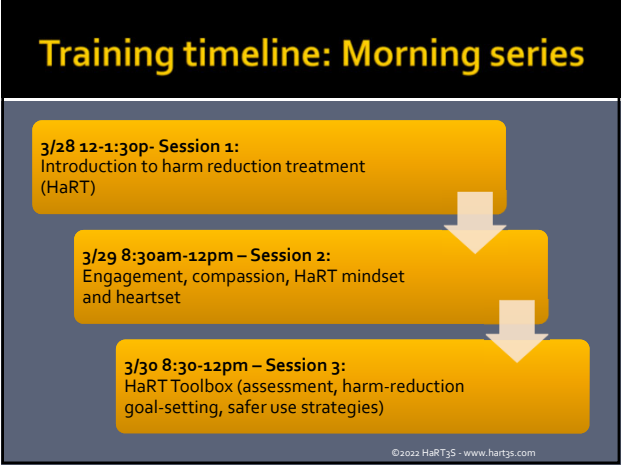 Training timeline: Morning series
3/28 12-1:30p- Session 1:
Introduction to harm reduction treatment
(HaRT)
3/29 8:30am-12pm – Session 2:
Engagement, compassion, HaRT mindset
and heartset
3/30 8:30-12pm – Session 3:
HaRT Toolbox (assessment, harm-reduction
goal-setting, safer use strategies)
©2022 HaRT3S - www.hart3s.com